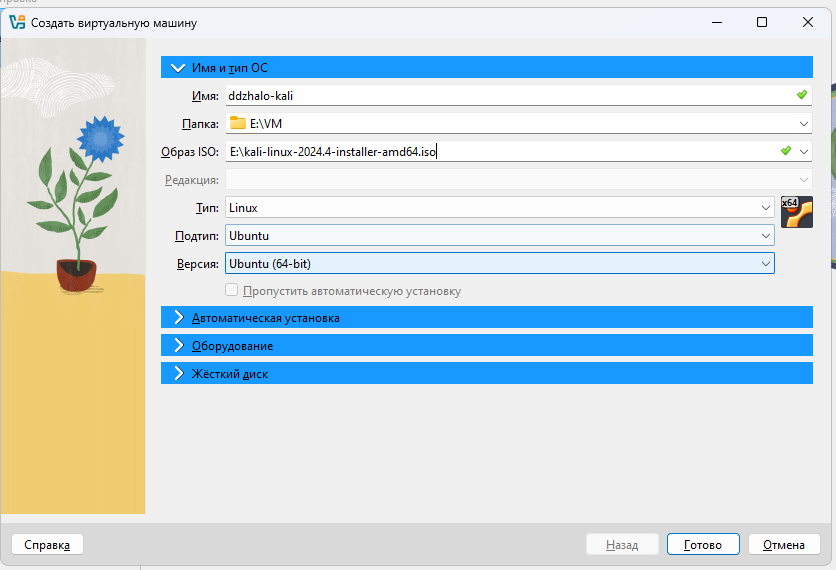 Создать виртуальную машину
Имя и тип ОС
Имя: ddzhalo-kali
Папка: E:\VM
Образ ISO: E:\kali-linux-2024.4-installer-amd64.iso
Редакция:
Тип: Linux
x64
Подтип: Ubuntu
Версия: Ubuntu (64-bit)
Пропустить автоматическую установку
Автоматическая установка
Оборудование
Жёсткий диск
Справка Назад Готово Отмена